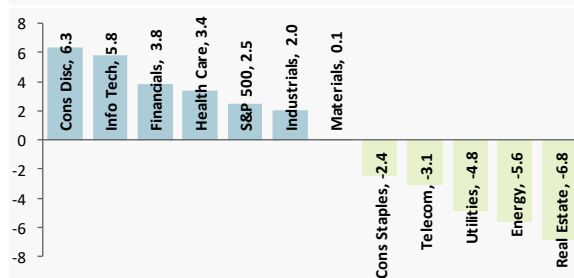 8
6
4
2
0
-2
-4
-6
-8
Cons Disc, 6.3
Info Tech, 5.8
Financials, 3.8
Health Care, 3.4
S&P 500, 2.5
Industrials, 2.0
Materials, 0.1
Cons Staples, -2.4
Telecom, -3.1
Utilities, -4.8
Energy, -5.6
Real Estate, -6.8